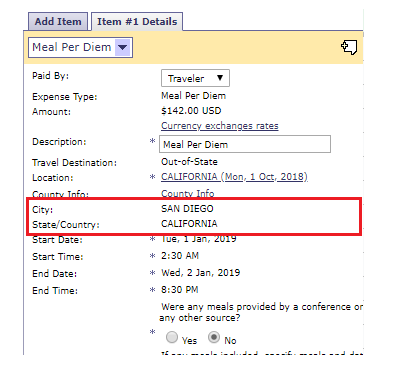 Add Item Item #1 Details
Meal Per Diem
Paid By: Traveler
Expense Type: Meal Per Diem
Amount: $142.00 USD
Currency exchanges rates
Description: * Meal Per Diem
Travel Destination: Out-of-State
Location: * CALIFORNIA (Mon, 1 Oct, 2018)
County Info: County Info
City: SAN DIEGO
State/Country: CALIFORNIA
Start Date: * Tue, 1 Jan, 2019
Start Time: * 2:30 AM
End Date: * Wed, 2 Jan, 2019
End Time: * 8:30 PM
Were any meals provided by a conference or
any other source?
* Yes No
If any meals included, specify meals and